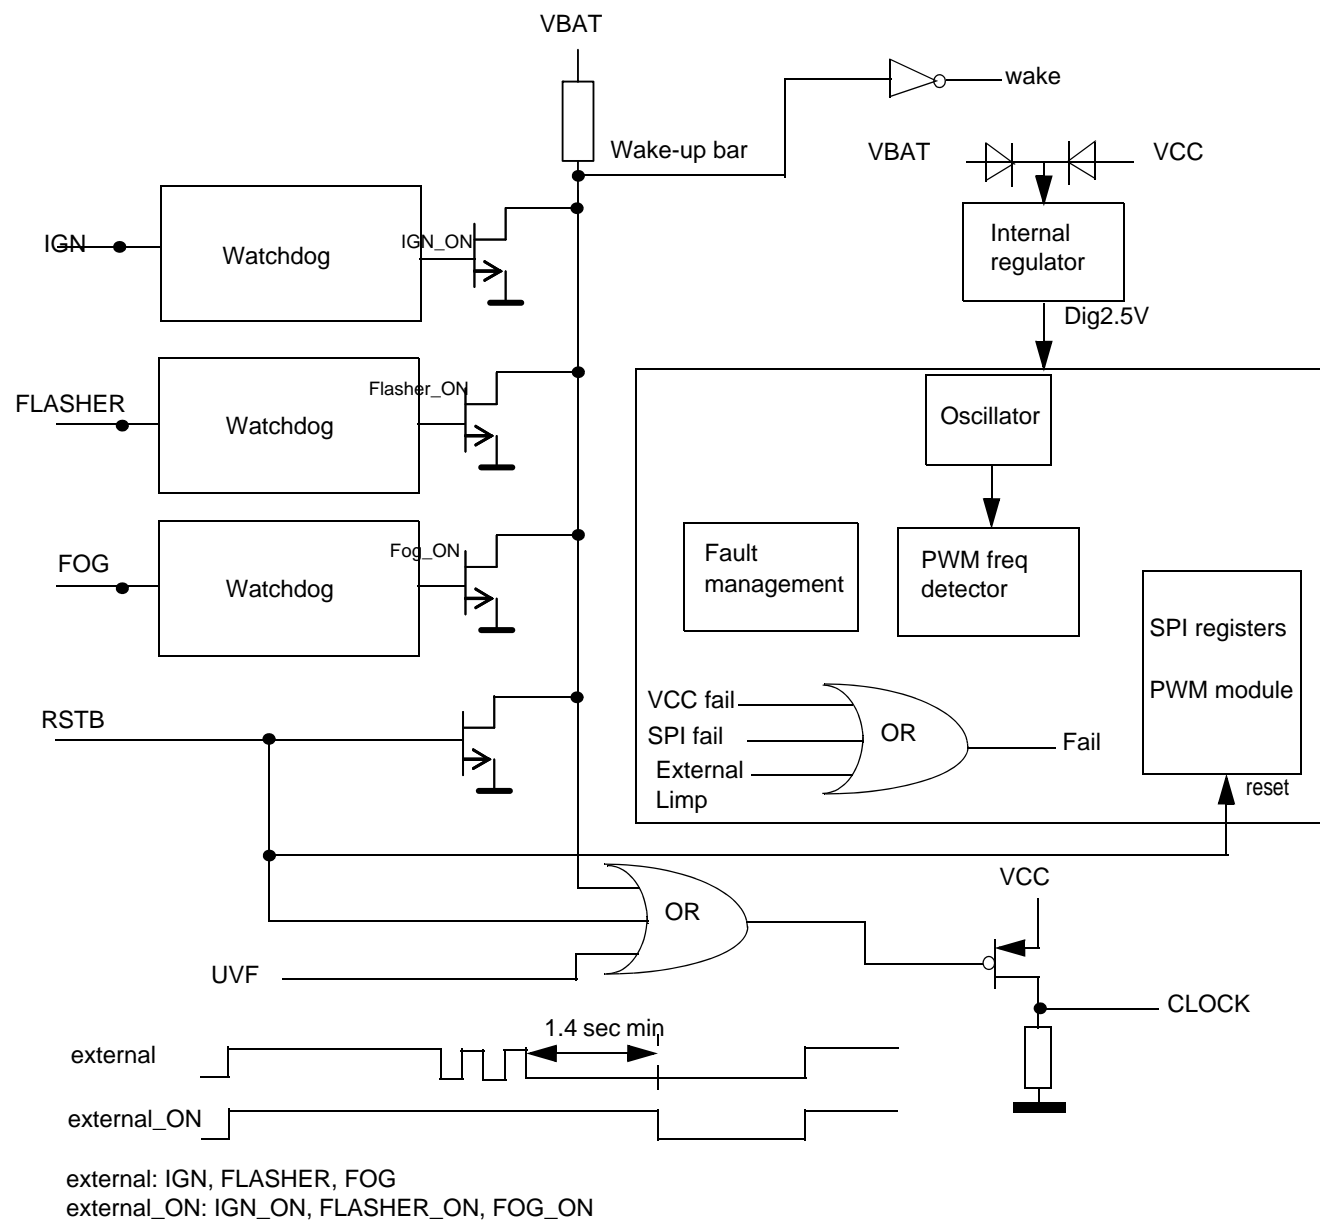 VBAT
wake
Wake-up bar
VBAT
VCC
IGN
Watchdog
IGN_ON
Internal
regulator
Dig2.5V
FLASHER
Watchdog
Flasher_ON
Oscillator
FOG
Watchdog
Fog_ON
Fault
management
PWM freq
detector
SPI registers
PWM module
RSTB
VCC fail
SPI fail
External
Limp
OR
Fail
reset
VCC
OR
UVF
CLOCK
1.4 sec min
external
external_ON
external: IGN, FLASHER, FOG
external_ON: IGN_ON, FLASHER_ON, FOG_ON